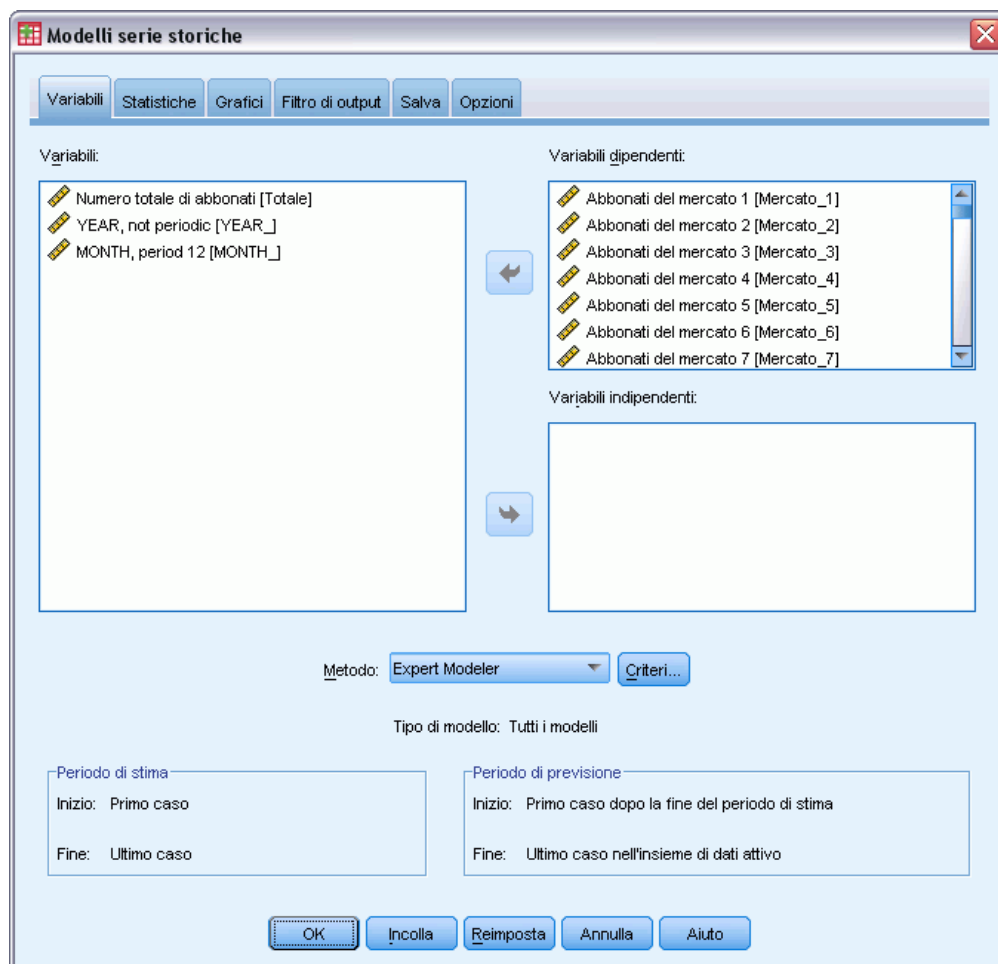 Modelli serie storiche
Variabili Statistiche Grafici Filtro di output Salva Opzioni
Variabili:
Numero totale di abbonati [Totale]
YEAR, not periodic [YEAR_]
MONTH, period 12 [MONTH_]
Variabili dipendenti:
Abbonati del mercato 1 [Mercato_1]
Abbonati del mercato 2 [Mercato_2]
Abbonati del mercato 3 [Mercato_3]
Abbonati del mercato 4 [Mercato_4]
Abbonati del mercato 5 [Mercato_5]
Abbonati del mercato 6 [Mercato_6]
Abbonati del mercato 7 [Mercato_7]
Variabili indipendenti:
Metodo: Expert Modeler Criteri...
Tipo di modello: Tutti i modelli
Periodo di stima
Inizio: Primo caso
Fine: Ultimo caso
Periodo di previsione
Inizio: Primo caso dopo la fine del periodo di stima
Fine: Ultimo caso nell'insieme di dati attivo
OK Incolla Reimposta Annulla Aiuto